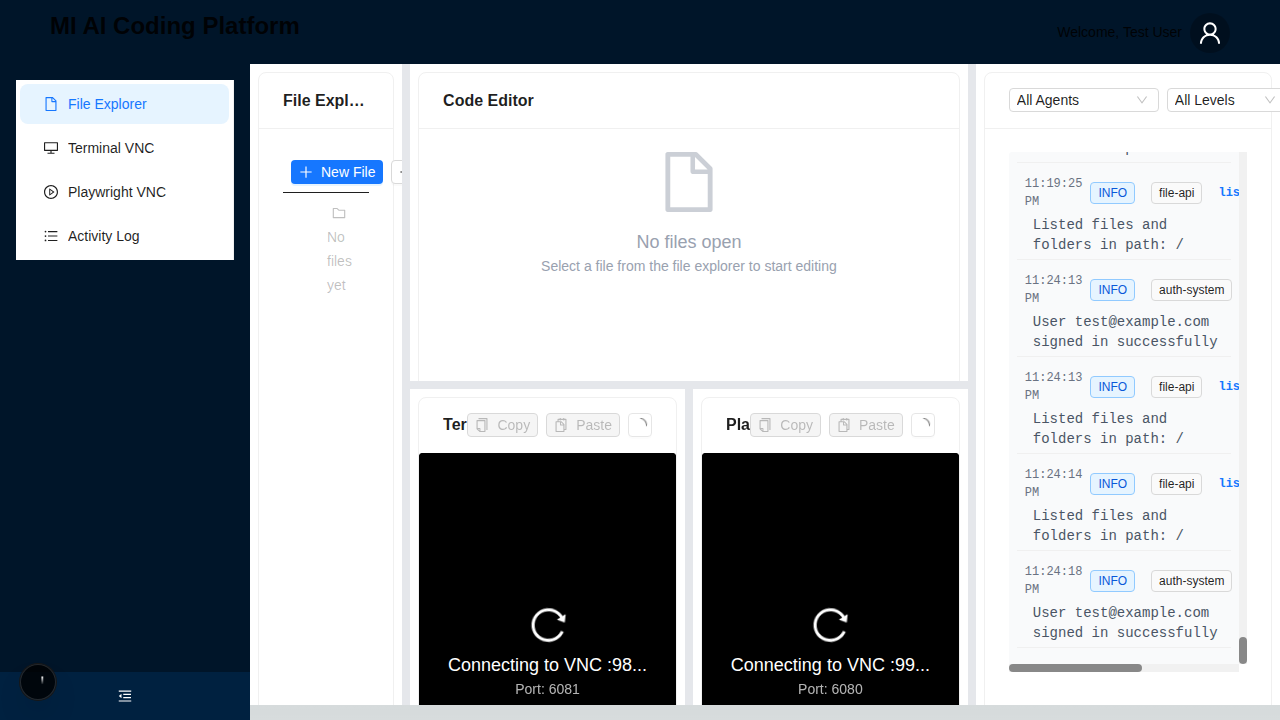 MI AI Coding Platform
Welcome, Test User
File Explorer
Terminal VNC
Playwright VNC
Activity Log
File Expl…
New File
No
files
yet
Code Editor
No files open
Select a file from the file explorer to start editing
Ter
Copy
Paste
Connecting to VNC :98...
Port: 6081
Pla
Copy
Paste
Connecting to VNC :99...
Port: 6080
All Agents
All Levels
11:19:25 PM INFO file-api lis
Listed files and
folders in path: /
11:24:13 PM INFO auth-system
User test@example.com
signed in successfully
11:24:13 PM INFO file-api lis
Listed files and
folders in path: /
11:24:14 PM INFO file-api lis
Listed files and
folders in path: /
11:24:18 PM INFO auth-system
User test@example.com
signed in successfully